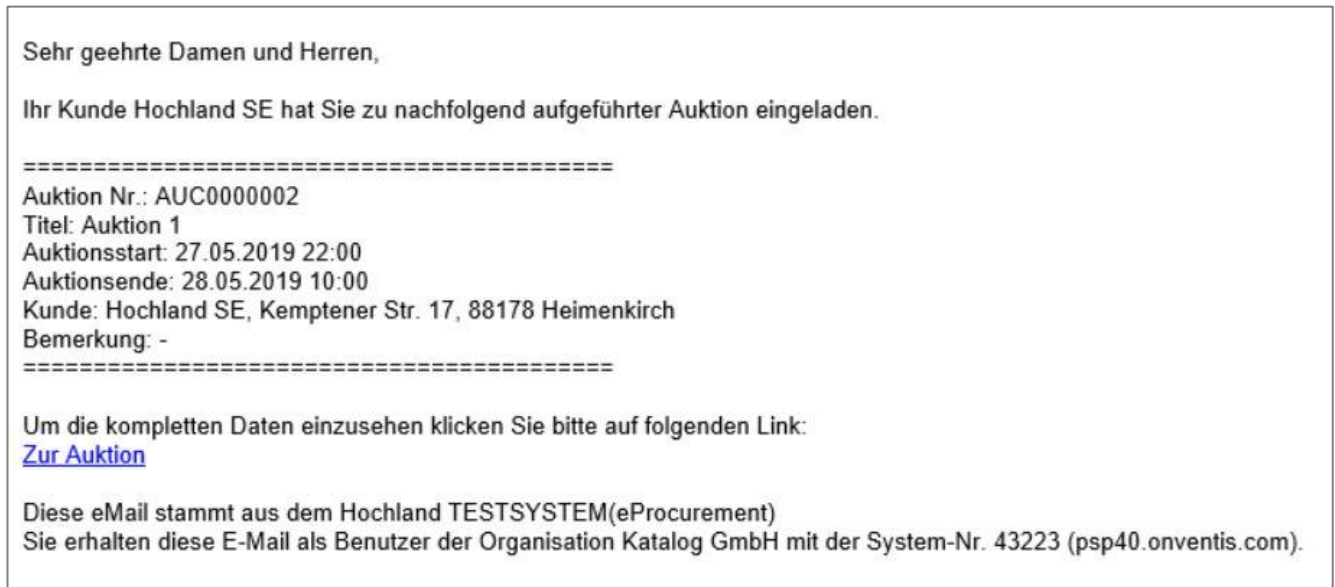 Sehr geehrte Damen und Herren,
Ihr Kunde Hochland SE hat Sie zu nachfolgend aufgeführter Auktion eingeladen.
==========================================
Auktion Nr.: AUC0000002
Titel: Auktion 1
Auktionsstart: 27.05.2019 22:00
Auktionsende: 28.05.2019 10:00
Kunde: Hochland SE, Kemptener Str. 17, 88178 Heimenkirch
Bemerkung: -
==========================================
Um die kompletten Daten einzusehen klicken Sie bitte auf folgenden Link:
Zur Auktion
Diese eMail stammt aus dem Hochland TESTSYSTEM(eProcurement)
Sie erhalten diese E-Mail als Benutzer der Organisation Katalog GmbH mit der System-Nr. 43223 (psp40.onventis.com).